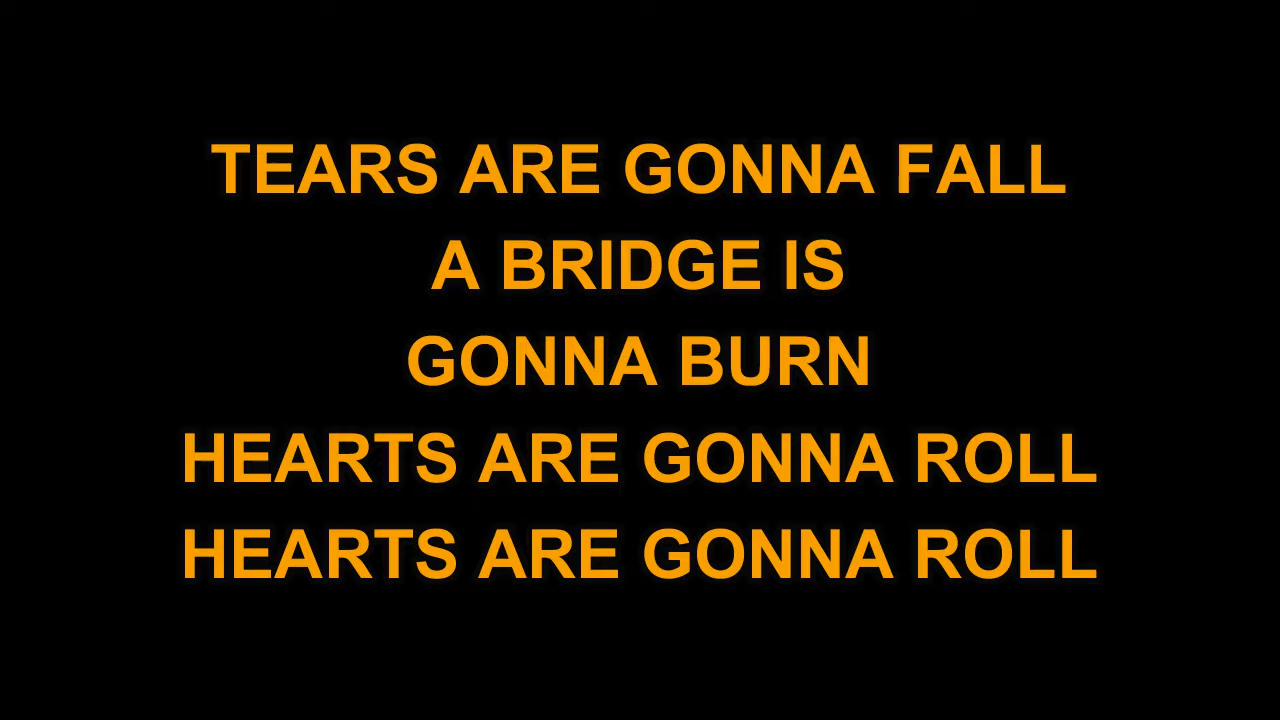 TEARS ARE GONNA FALL
A BRIDGE IS
GONNA BURN
HEARTS ARE GONNA ROLL
HEARTS ARE GONNA ROLL